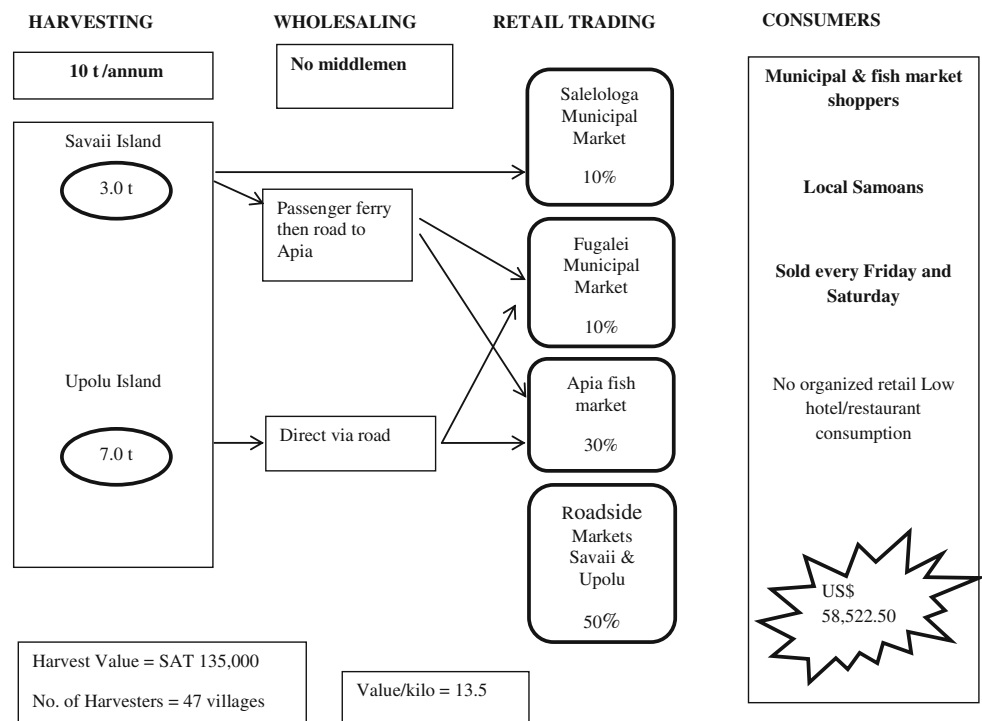 HARVESTING
WHOLESALING
RETAIL TRADING
CONSUMERS
10 t /annum
No middlemen
Savaii Island
3.0 t
Upolu Island
7.0 t
Passenger ferry
then road to
Apia
Direct via road
Salelologa
Municipal
Market
10%
Fugalei
Municipal
Market
10%
Apia fish
market
30%
Roadside
Markets
Savaii &
Upolu
50%
Municipal & fish market
shoppers
Local Samoans
Sold every Friday and
Saturday
No organized retail Low
hotel/restaurant
consumption
US$
58,522.50
Harvest Value = SAT 135,000
No. of Harvesters = 47 villages
Value/kilo = 13.5